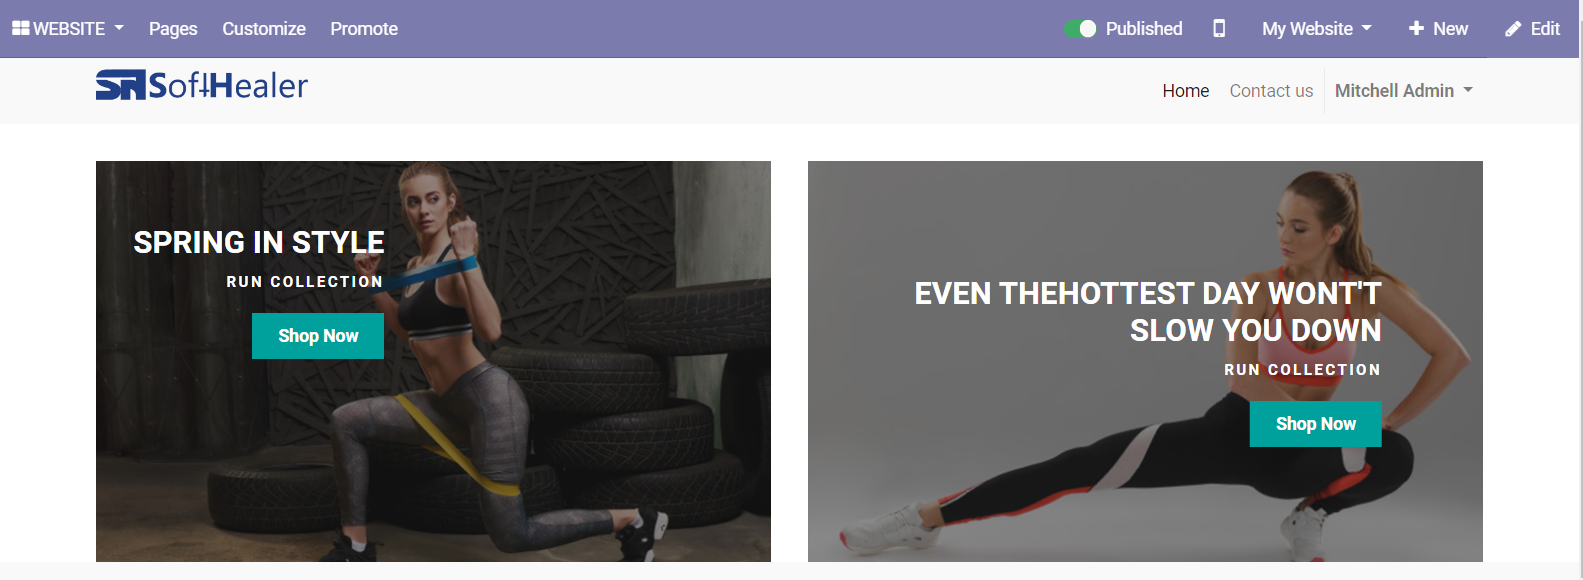 WEBSITE Pages Customize Promote Published My Website New Edit
SoftHealer Home Contact us Mitchell Admin
SPRING IN STYLE
RUN COLLECTION
Shop Now
EVEN THEHOTTEST DAY WONT'T
SLOW YOU DOWN
RUN COLLECTION
Shop Now